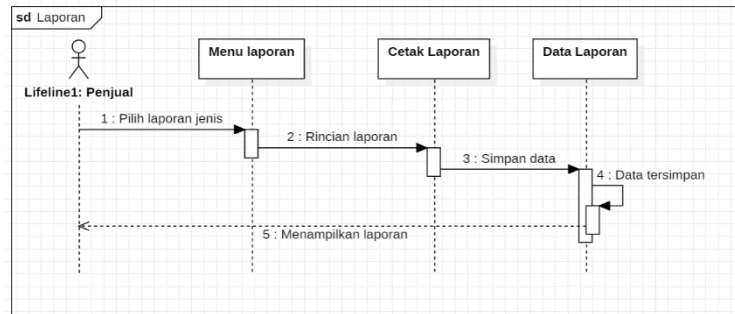 sd Laporan
Menu laporan
Cetak Laporan
Data Laporan
Lifeline1: Penjual
1 : Pilih laporan jenis
2 : Rincian laporan
3 : Simpan data
4 : Data tersimpan
5 : Menampilkan laporan